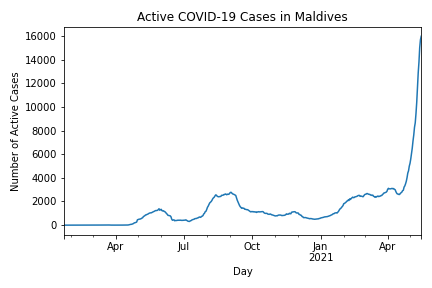 Active COVID-19 Cases in Maldives
Number of Active Cases
16000
14000
12000
10000
8000
6000
4000
2000
0
Apr
Jul
Oct
Jan
2021
Apr
Day